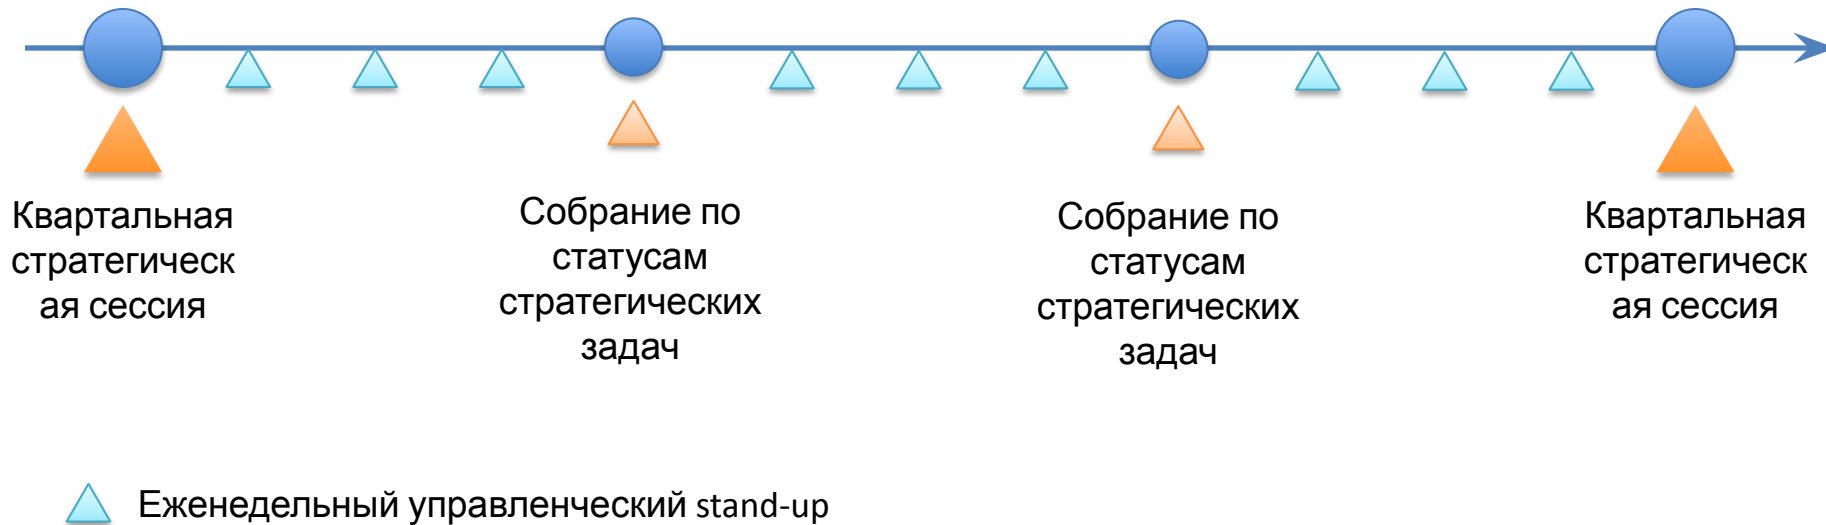 Квартальная
стратегическ
ая сессия
Собрание по
статусам
стратегических
задач
Собрание по
статусам
стратегических
задач
Квартальная
стратегическ
ая сессия
Еженедельный управленческий stand-up